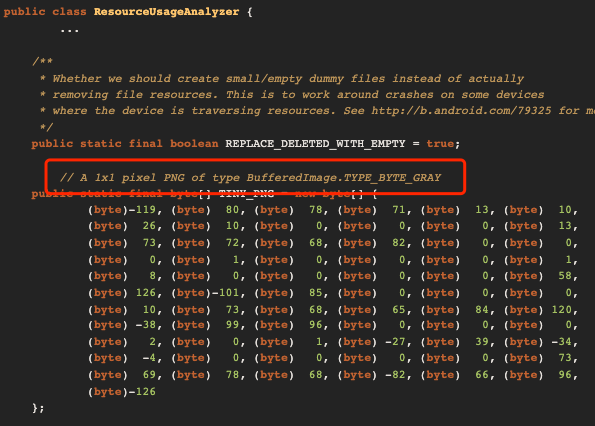 public class ResourceUsageAnalyzer {
...
/**
* Whether we should create small/empty dummy files instead of actually
* removing file resources. This is to work around crashes on some devices
* where the device is traversing resources. See http://b.android.com/79325 for
*/
public static final boolean REPLACE_DELETED_WITH_EMPTY = true;
// A 1x1 pixel PNG of type BufferedImage.TYPE_BYTE_GRAY
public static final byte[] TINY_PNG = new byte[] {
(byte)-119, (byte) 80, (byte) 78, (byte) 71, (byte) 13, (byte) 10,
(byte) 26, (byte) 10, (byte) 0, (byte) 0, (byte) 0, (byte) 13,
(byte) 73, (byte) 72, (byte) 68, (byte) 82, (byte) 0, (byte) 0,
(byte) 0, (byte) 1, (byte) 0, (byte) 0, (byte) 0, (byte) 1,
(byte) 8, (byte) 0, (byte) 0, (byte) 0, (byte) 0, (byte) 58,
(byte) 126, (byte)-101, (byte) 85, (byte) 0, (byte) 0, (byte) 0,
(byte) 10, (byte) 73, (byte) 68, (byte) 65, (byte) 84, (byte) 120,
(byte) -38, (byte) 99, (byte) 96, (byte) 0, (byte) 0, (byte) 0,
(byte) 2, (byte) 0, (byte) 1, (byte) -27, (byte) 39, (byte) -34,
(byte) -4, (byte) 0, (byte) 0, (byte) 0, (byte) 0, (byte) 73,
(byte) 69, (byte) 78, (byte) 68, (byte) -82, (byte) 66, (byte) 96,
(byte)-126
};